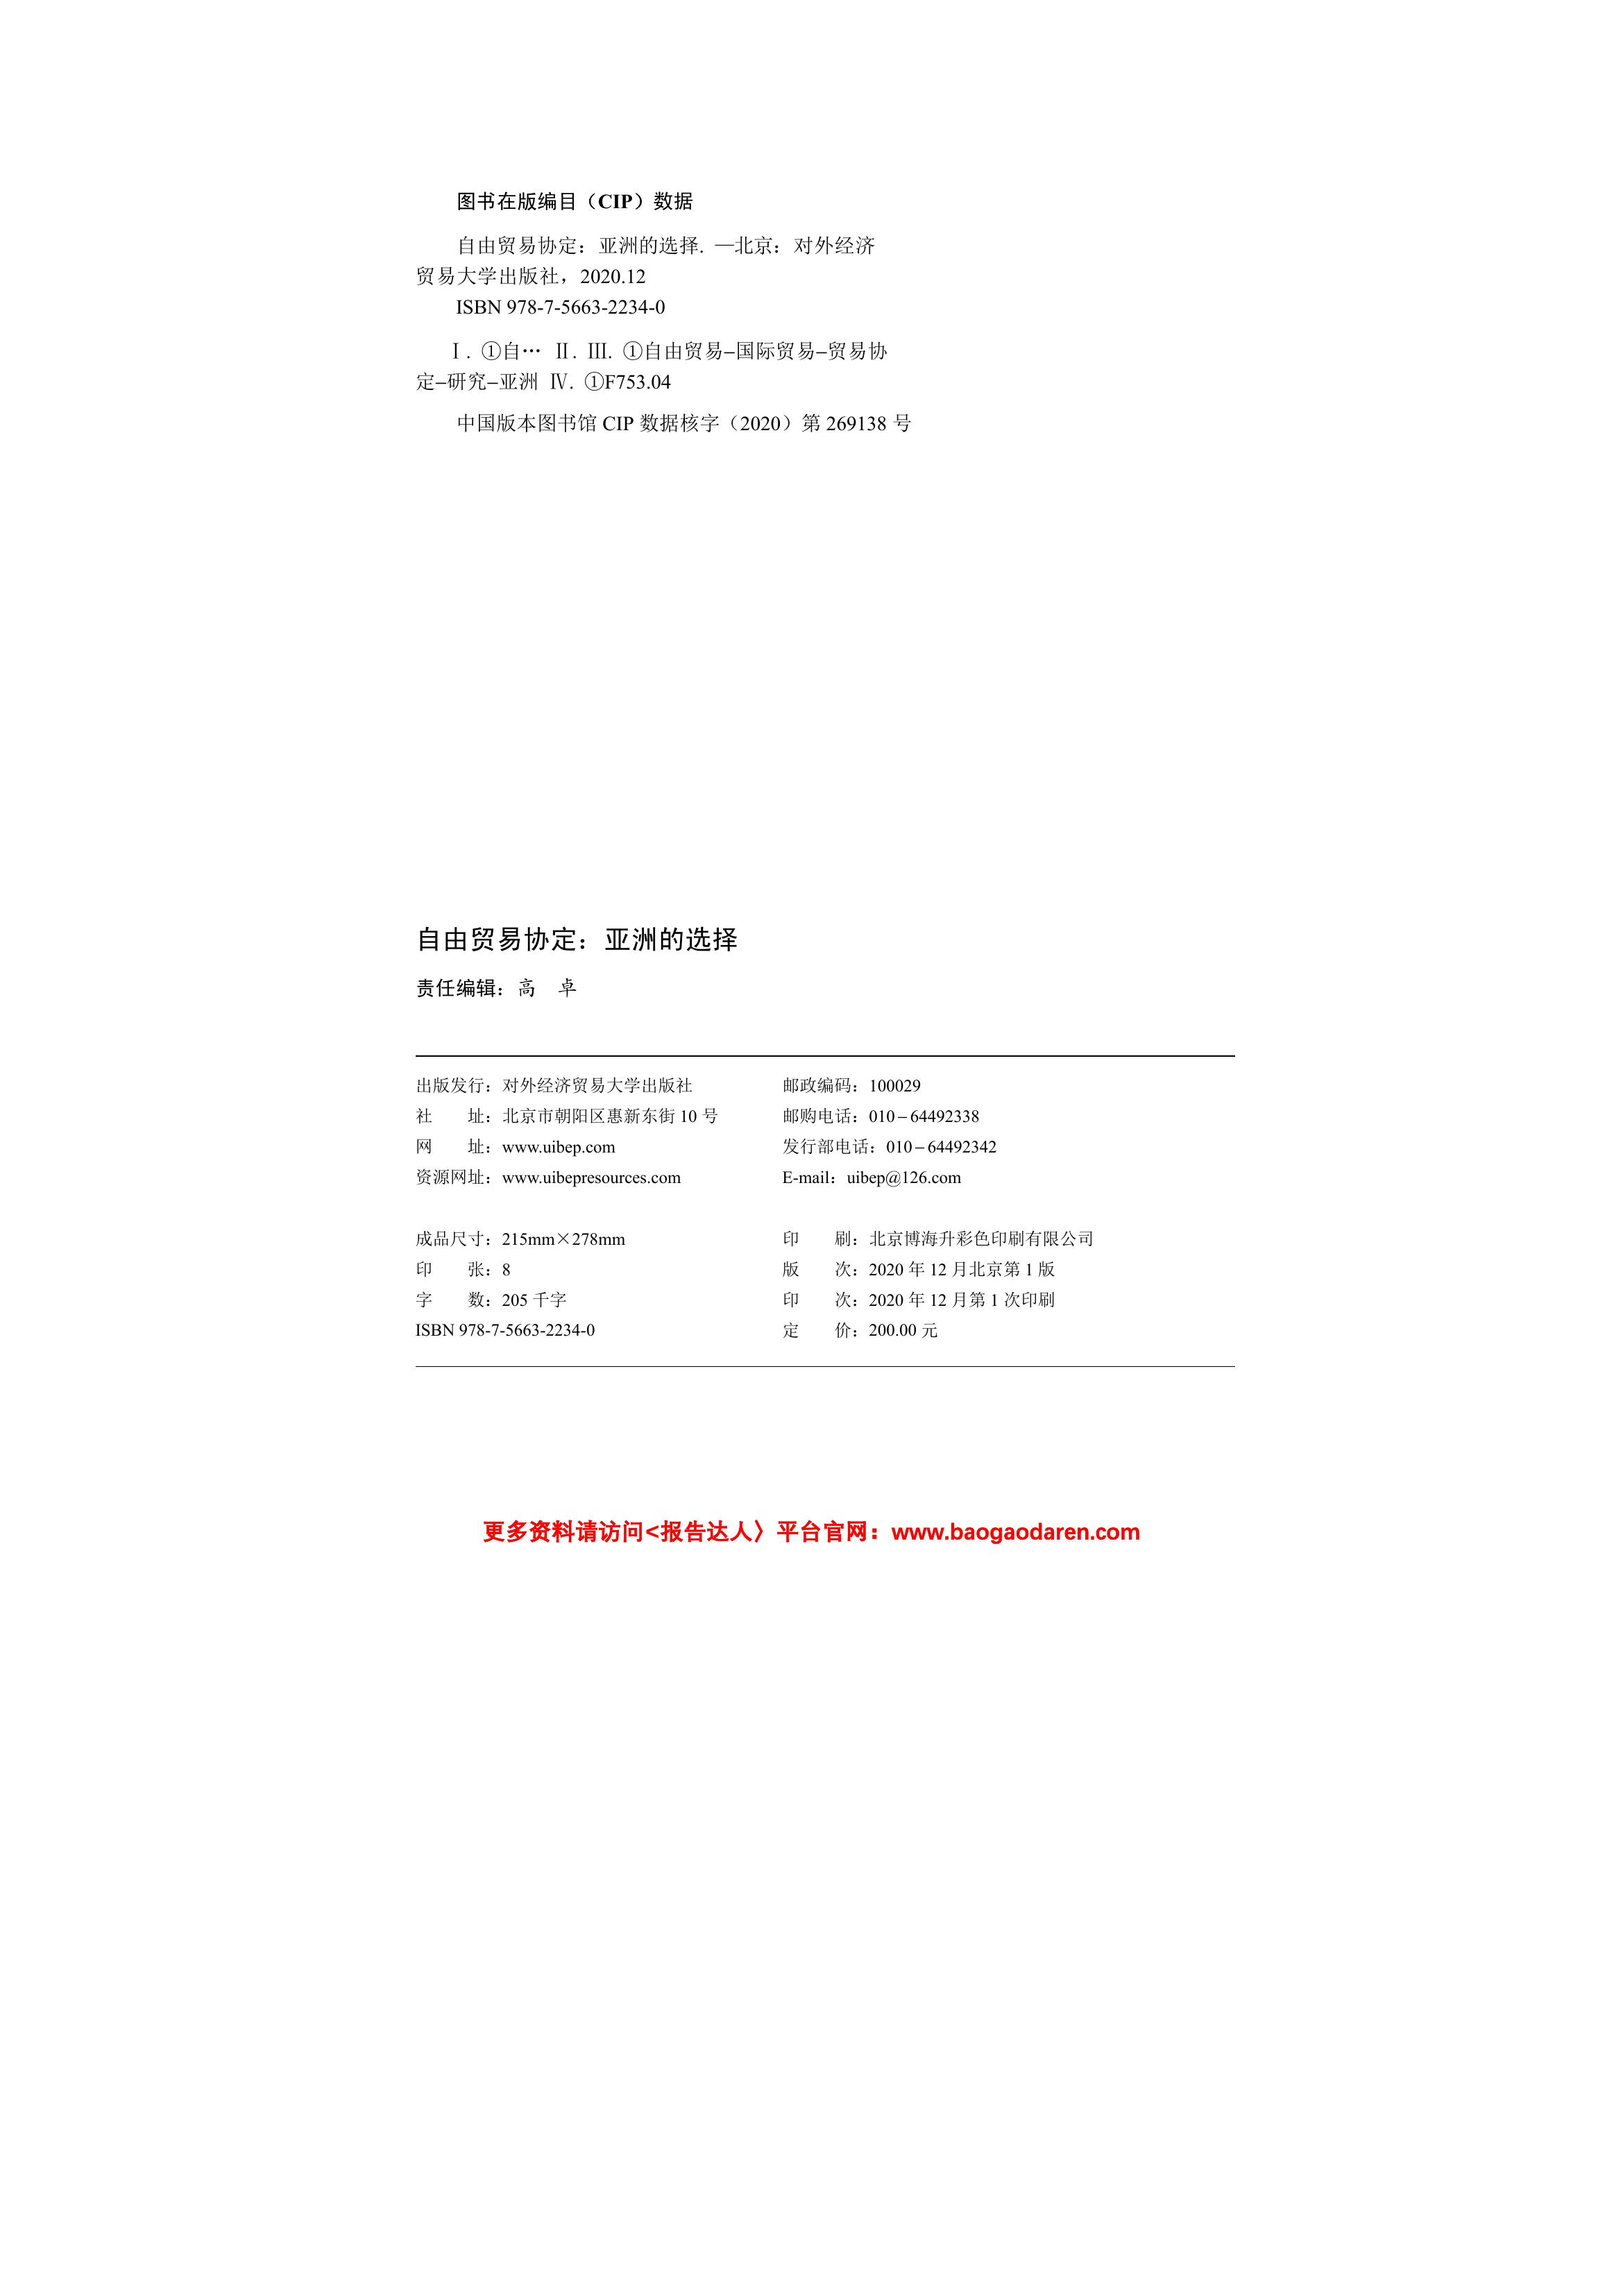 图书在版编目（CIP）数据
自由贸易协定：亚洲的选择. —北京：对外经济
贸易大学出版社，2020.12
ISBN 978-7-5663-2234-0
Ⅰ. ①自… Ⅱ. Ⅲ. ①自由贸易–国际贸易–贸易协
定–研究–亚洲 Ⅳ. ①F753.04
中国版本图书馆 CIP 数据核字（2020）第 269138 号
自由贸易协定：亚洲的选择
责任编辑：高　卓
出版发行：对外经济贸易大学出版社
社　　址：北京市朝阳区惠新东街 10 号
网　　址：www.uibep.com
资源网址：www.uibepresources.com
邮政编码：100029
邮购电话：010－64492338
发行部电话：010－64492342
E-mail：uibep@126.com
成品尺寸：215mm×278mm
印　　张：8
字　　数：205 千字
ISBN 978-7-5663-2234-0
印　　刷：北京博海升彩色印刷有限公司
版　　次：2020 年 12 月北京第 1 版
印　　次：2020 年 12 月第 1 次印刷
定　　价：200.00 元
更多资料请访问<报告达人〉平台官网：www.baogaodaren.com